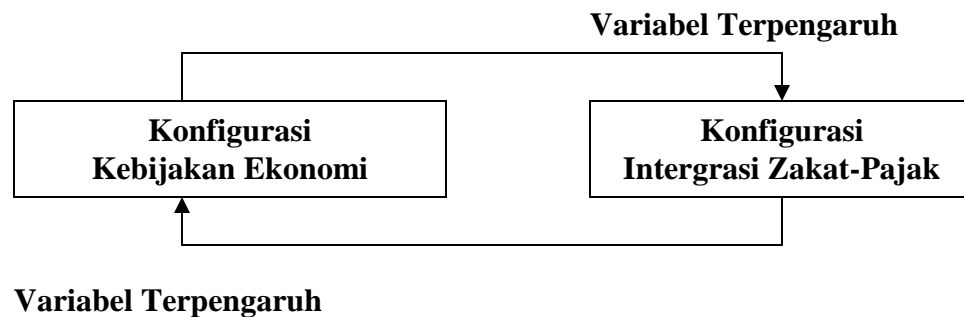 Variabel Terpengaruh
Konfigurasi
Kebijakan Ekonomi
Konfigurasi
Intergrasi Zakat-Pajak
Variabel Terpengaruh